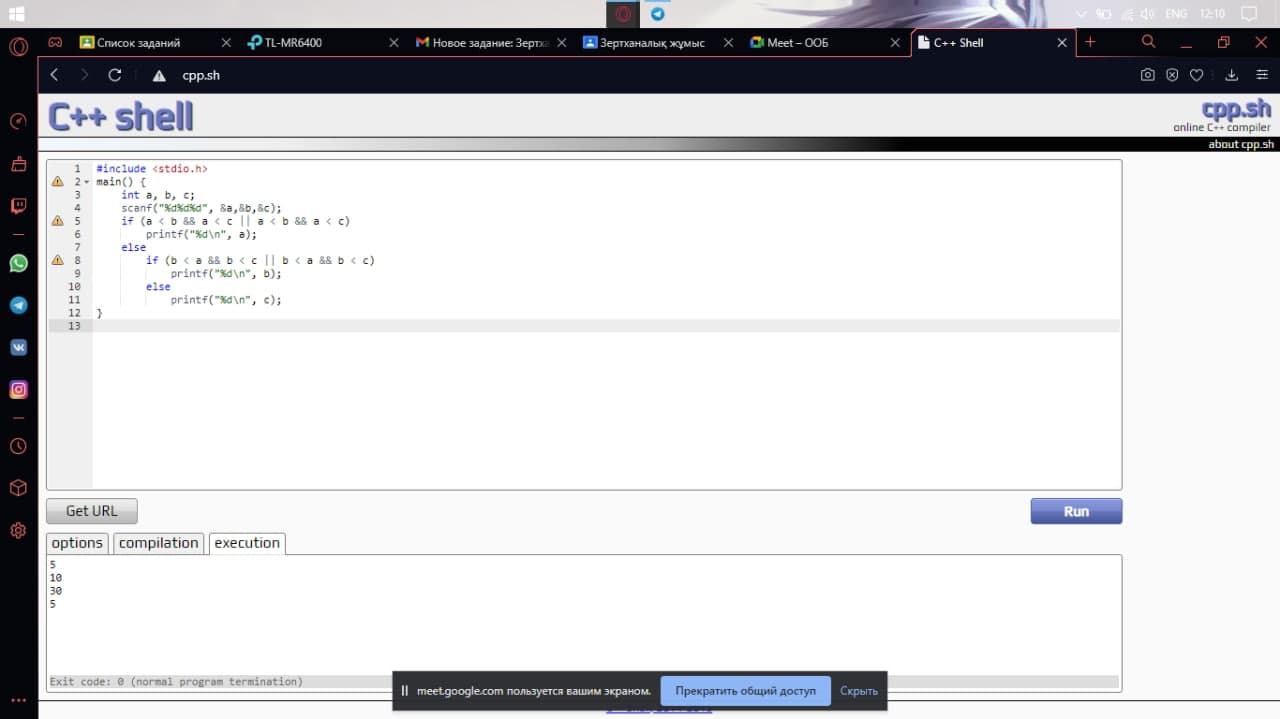 ENG 12:10
Список заданий
TL-MR6400
Новое задание: Зертха
Зертханалық жұмыс
Meet – ООБ
C++ Shell
cpp.sh
C++ shell
cpp.sh
online C++ compiler
about cpp.sh
1 #include <stdio.h>
2 main() {
3 int a, b, c;
4 scanf("%d%d%d", &a,&b,&c);
5 if (a < b && a < c || a < b && a < c)
6 printf("%d\n", a);
7 else
8 if (b < a && b < c || b < a && b < c)
9 printf("%d\n", b);
10 else
11 printf("%d\n", c);
12 }
13
Get URL
Run
options compilation execution
5
10
30
5
Exit code: 0 (normal program termination)
meet.google.com пользуется вашим экраном. Прекратить общий доступ Скрыть